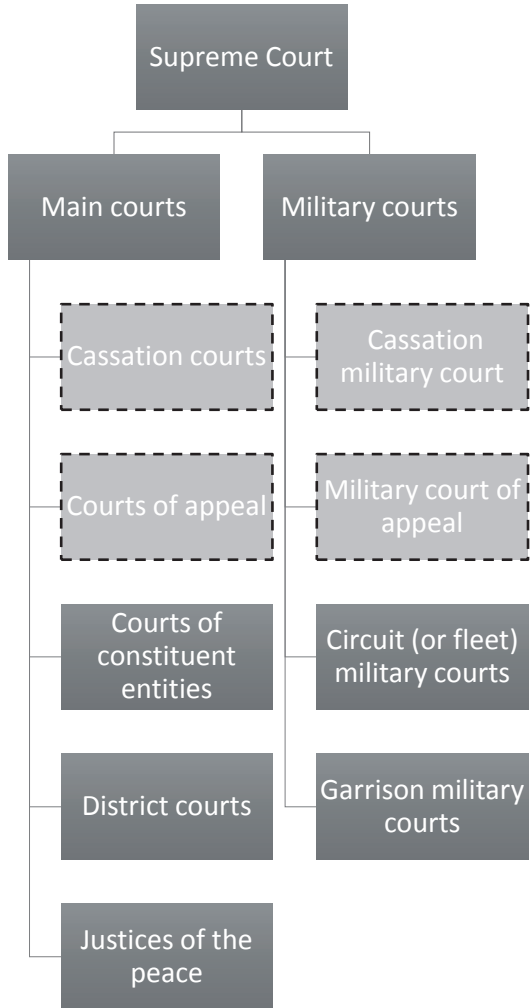 Supreme Court
Main courts
Military courts
Cassation courts
Cassation
military court
Courts of appeal
Military court of
appeal
Courts of
constituent
entities
Circuit (or fleet)
military courts
District courts
Garrison military
courts
Justices of the
peace